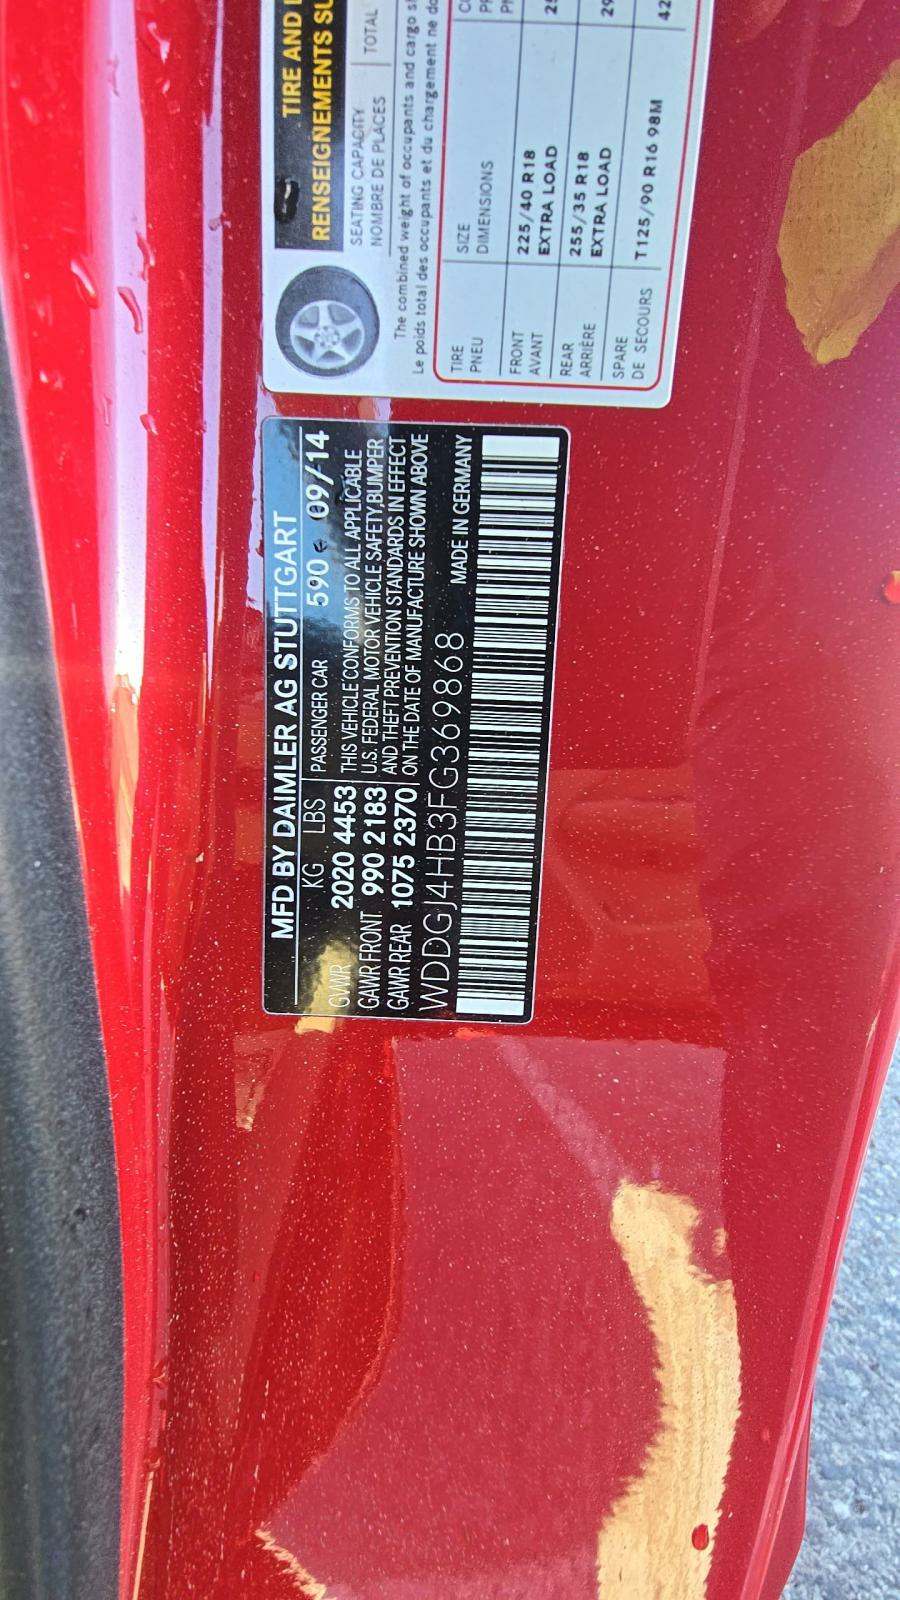 MFD BY DAIMLER AG STUTTGART
KG LBS PASSENGER CAR 590 09/14
GVWR 2020 4453 THIS VEHICLE CONFORMS TO ALL APPLICABLE
GAWR FRONT 990 2183 U.S. FEDERAL MOTOR VEHICLE SAFETY,BUMPER
GAWR REAR 1075 2370 AND THEFT PREVENTION STANDARDS IN EFFECT
ON THE DATE OF MANUFACTURE SHOWN ABOVE
WDDGJ4HB3FG369868 MADE IN GERMANY
TIRE AND
RENSEIGNEMENTS
SEATING CAPACITY TOTAL
NOMBRE DE PLACES
The combined weight of occupants and cargo
Le poids total des occupants et du chargement ne
TIRE SIZE
PNEU DIMENSIONS
FRONT 225/40 R18
AVANT EXTRA LOAD
REAR 255/35 R18
ARRIÈRE EXTRA LOAD
SPARE T125/90 R16 98M
DE SECOURS